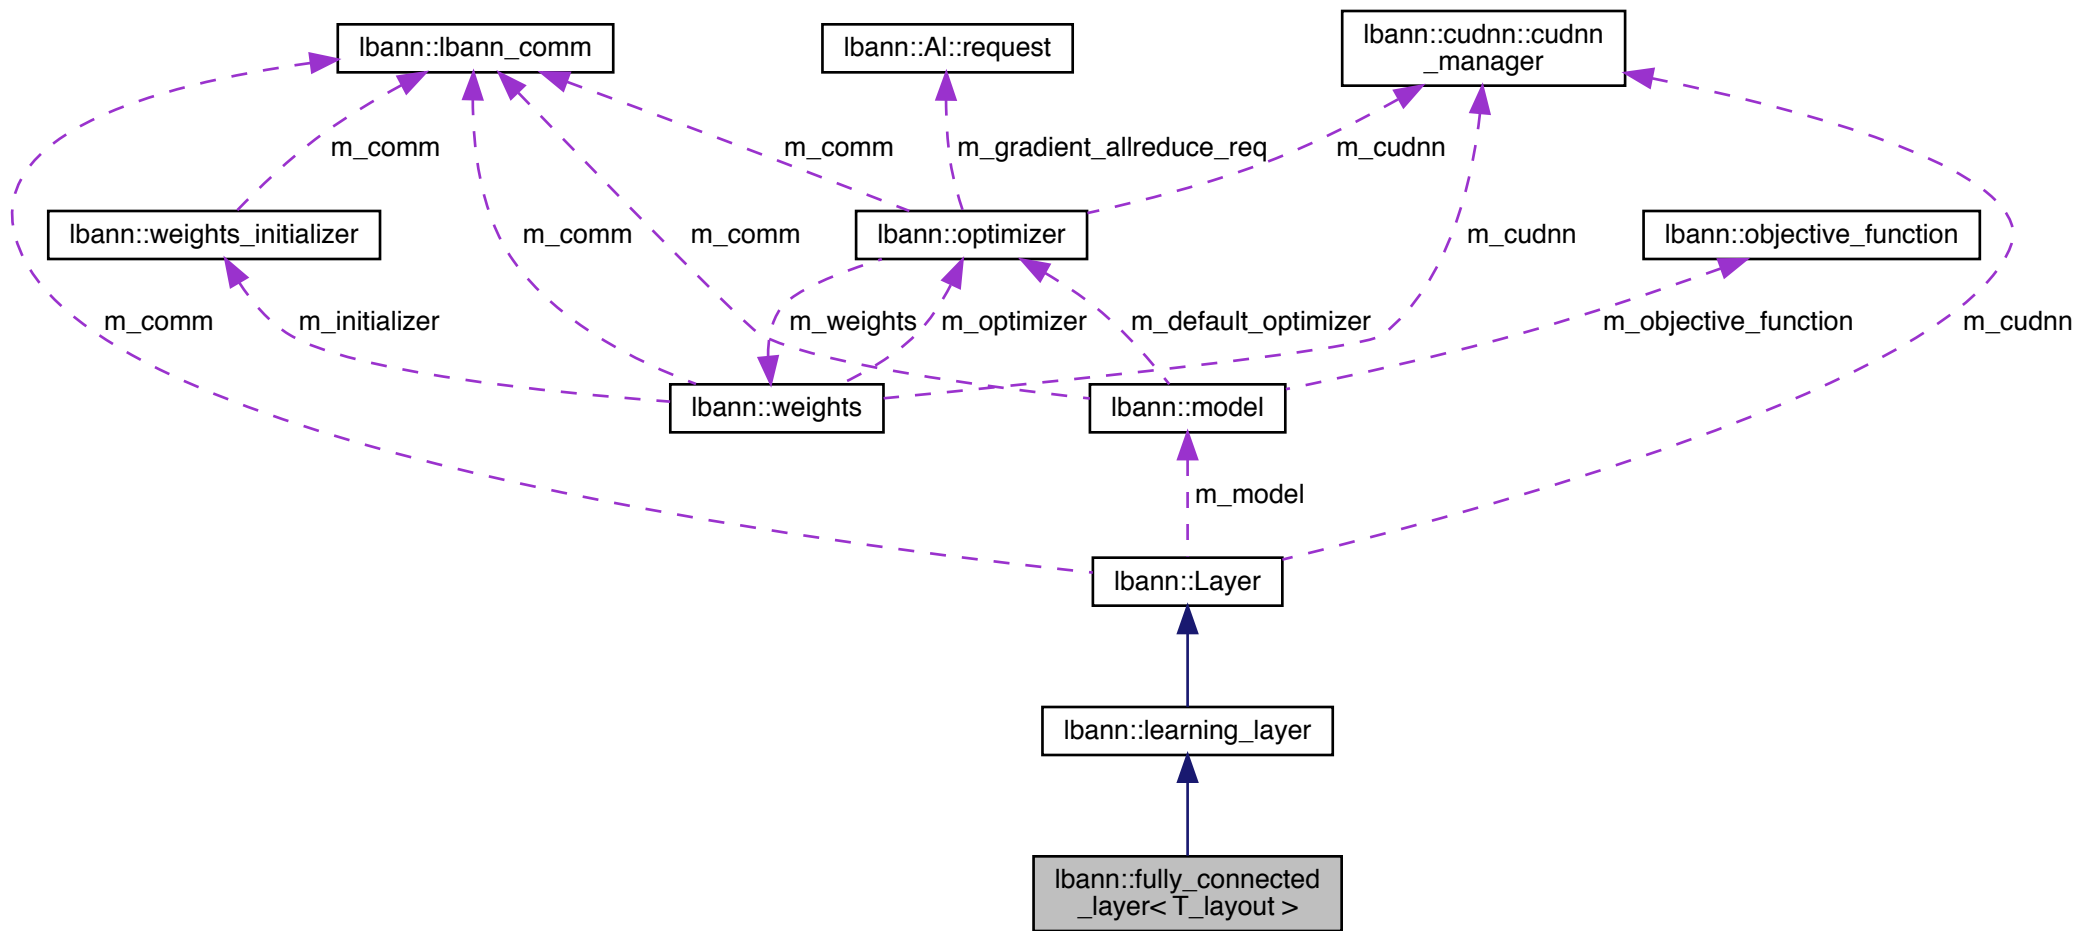 lbann::lbann_comm
lbann::Al::request
lbann::cudnn::cudnn
_manager
m_comm
m_comm
m_gradient_allreduce_req
m_cudnn
lbann::weights_initializer
m_comm
m_comm
lbann::optimizer
m_cudnn
lbann::objective_function
m_comm
m_initializer
m_weights
m_optimizer
m_default_optimizer
m_objective_function
m_cudnn
lbann::weights
lbann::model
m_model
lbann::Layer
lbann::learning_layer
lbann::fully_connected
_layer< T_layout >